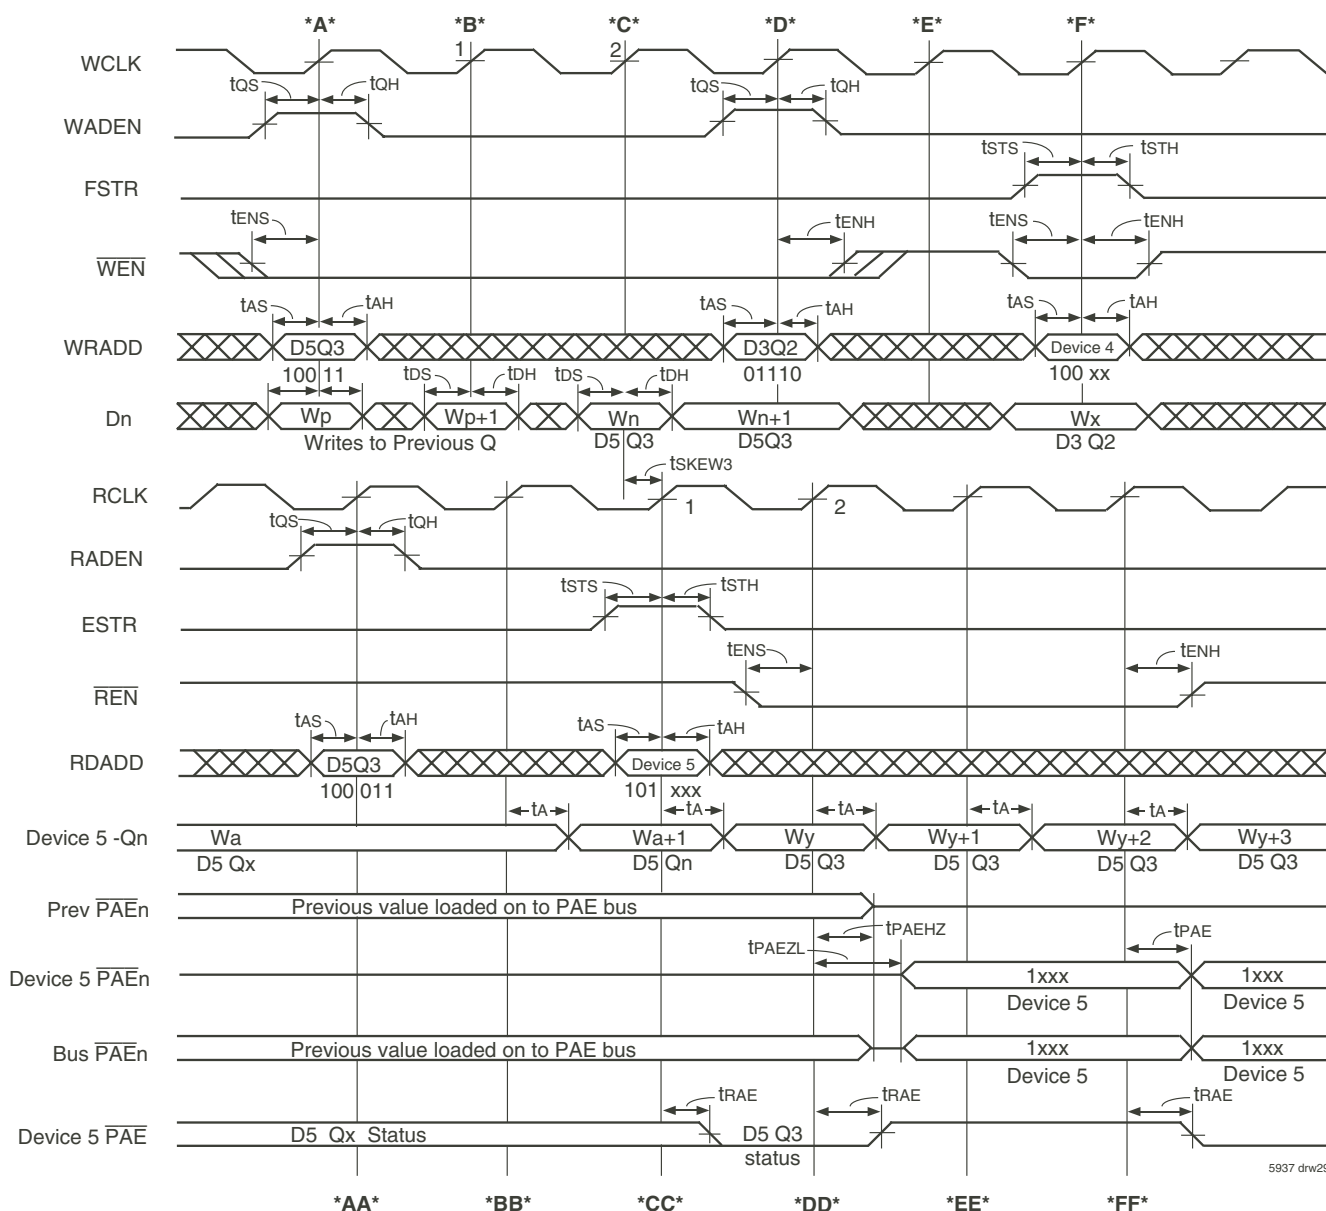 *A* *B* *C* *D* *E* *F*
WCLK 1 2
tQS tQH tQS tQH
WADEN
tSTS tSTH
FSTR
tENS tENH tENS tENH
WEN
tAS tAH tAS tAH tAS tAH
WRADD D5Q3 D3Q2 Device 4
100 11 01110 100 xx
tDS tDH tDS tDH
Dn Wp Wp+1 Wn Wn+1 Wx
Writes to Previous Q D5 Q3 D5Q3 D3 Q2
tSKEW3
RCLK 1 2
tQS tQH
RADEN
tSTS tSTH
ESTR
tENS tENH
REN
tAS tAH tAS tAH
RDADD D5Q3 Device 5
100 011 101 xxx
tA tA tA tA tA
Device 5 -Qn Wa Wa+1 Wy Wy+1 Wy+2 Wy+3
D5 Qx D5 Qn D5 Q3 D5 Q3 D5 Q3 D5 Q3
Prev PAEn Previous value loaded on to PAE bus
tPAEHZ tPAE
tPAEZL
Device 5 PAEn 1xxx 1xxx
Device 5 Device 5
Bus PAEn Previous value loaded on to PAE bus 1xxx 1xxx
Device 5 Device 5
tRAE tRAE tRAE
Device 5 PAE D5 Qx Status D5 Q3
status
5937 drw29
*AA* *BB* *CC* *DD* *EE* *FF*